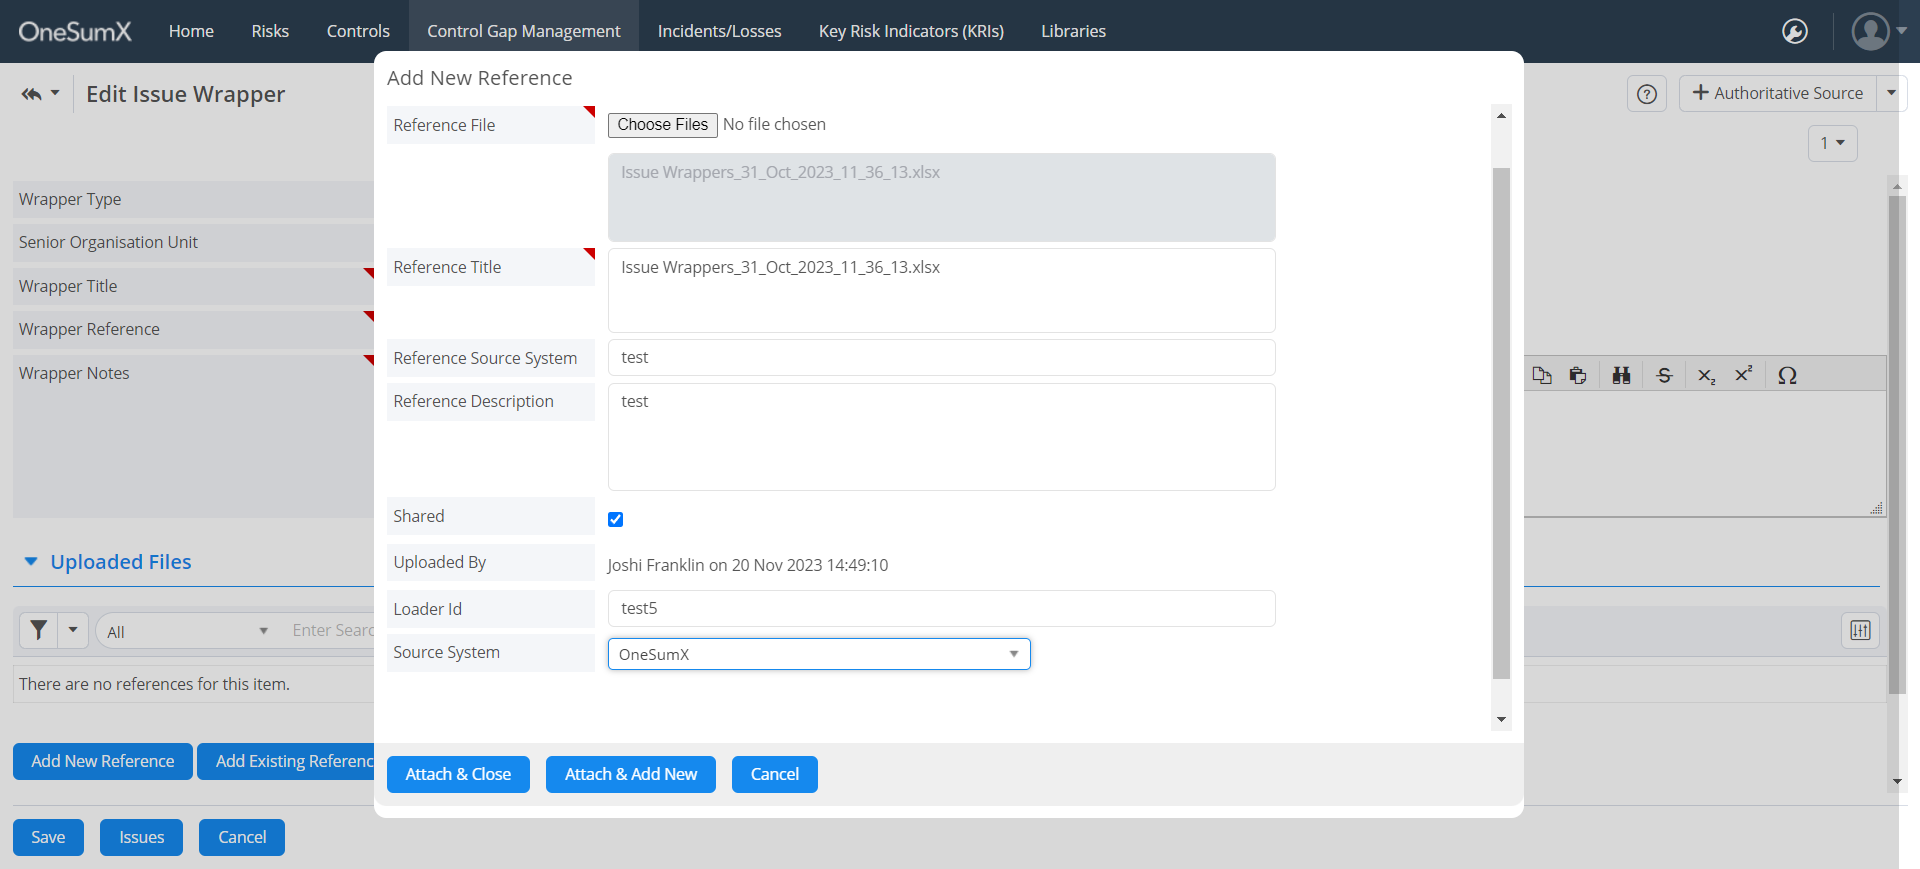 OneSumX Home Risks Controls Control Gap Management Incidents/Losses Key Risk Indicators (KRIs) Libraries
Edit Issue Wrapper
? + Authoritative Source
1
Wrapper Type
Senior Organisation Unit
Wrapper Title
Wrapper Reference
Wrapper Notes
Uploaded Files
All Enter Searc
There are no references for this item.
Add New Reference Add Existing Referenc
Save Issues Cancel
Add New Reference
Reference File Choose Files No file chosen
Issue Wrappers_31_Oct_2023_11_36_13.xlsx
Reference Title Issue Wrappers_31_Oct_2023_11_36_13.xlsx
Reference Source System test
Reference Description test
Shared
Uploaded By Joshi Franklin on 20 Nov 2023 14:49:10
Loader Id test5
Source System OneSumX
Attach & Close Attach & Add New Cancel
S X₂ X² Ω